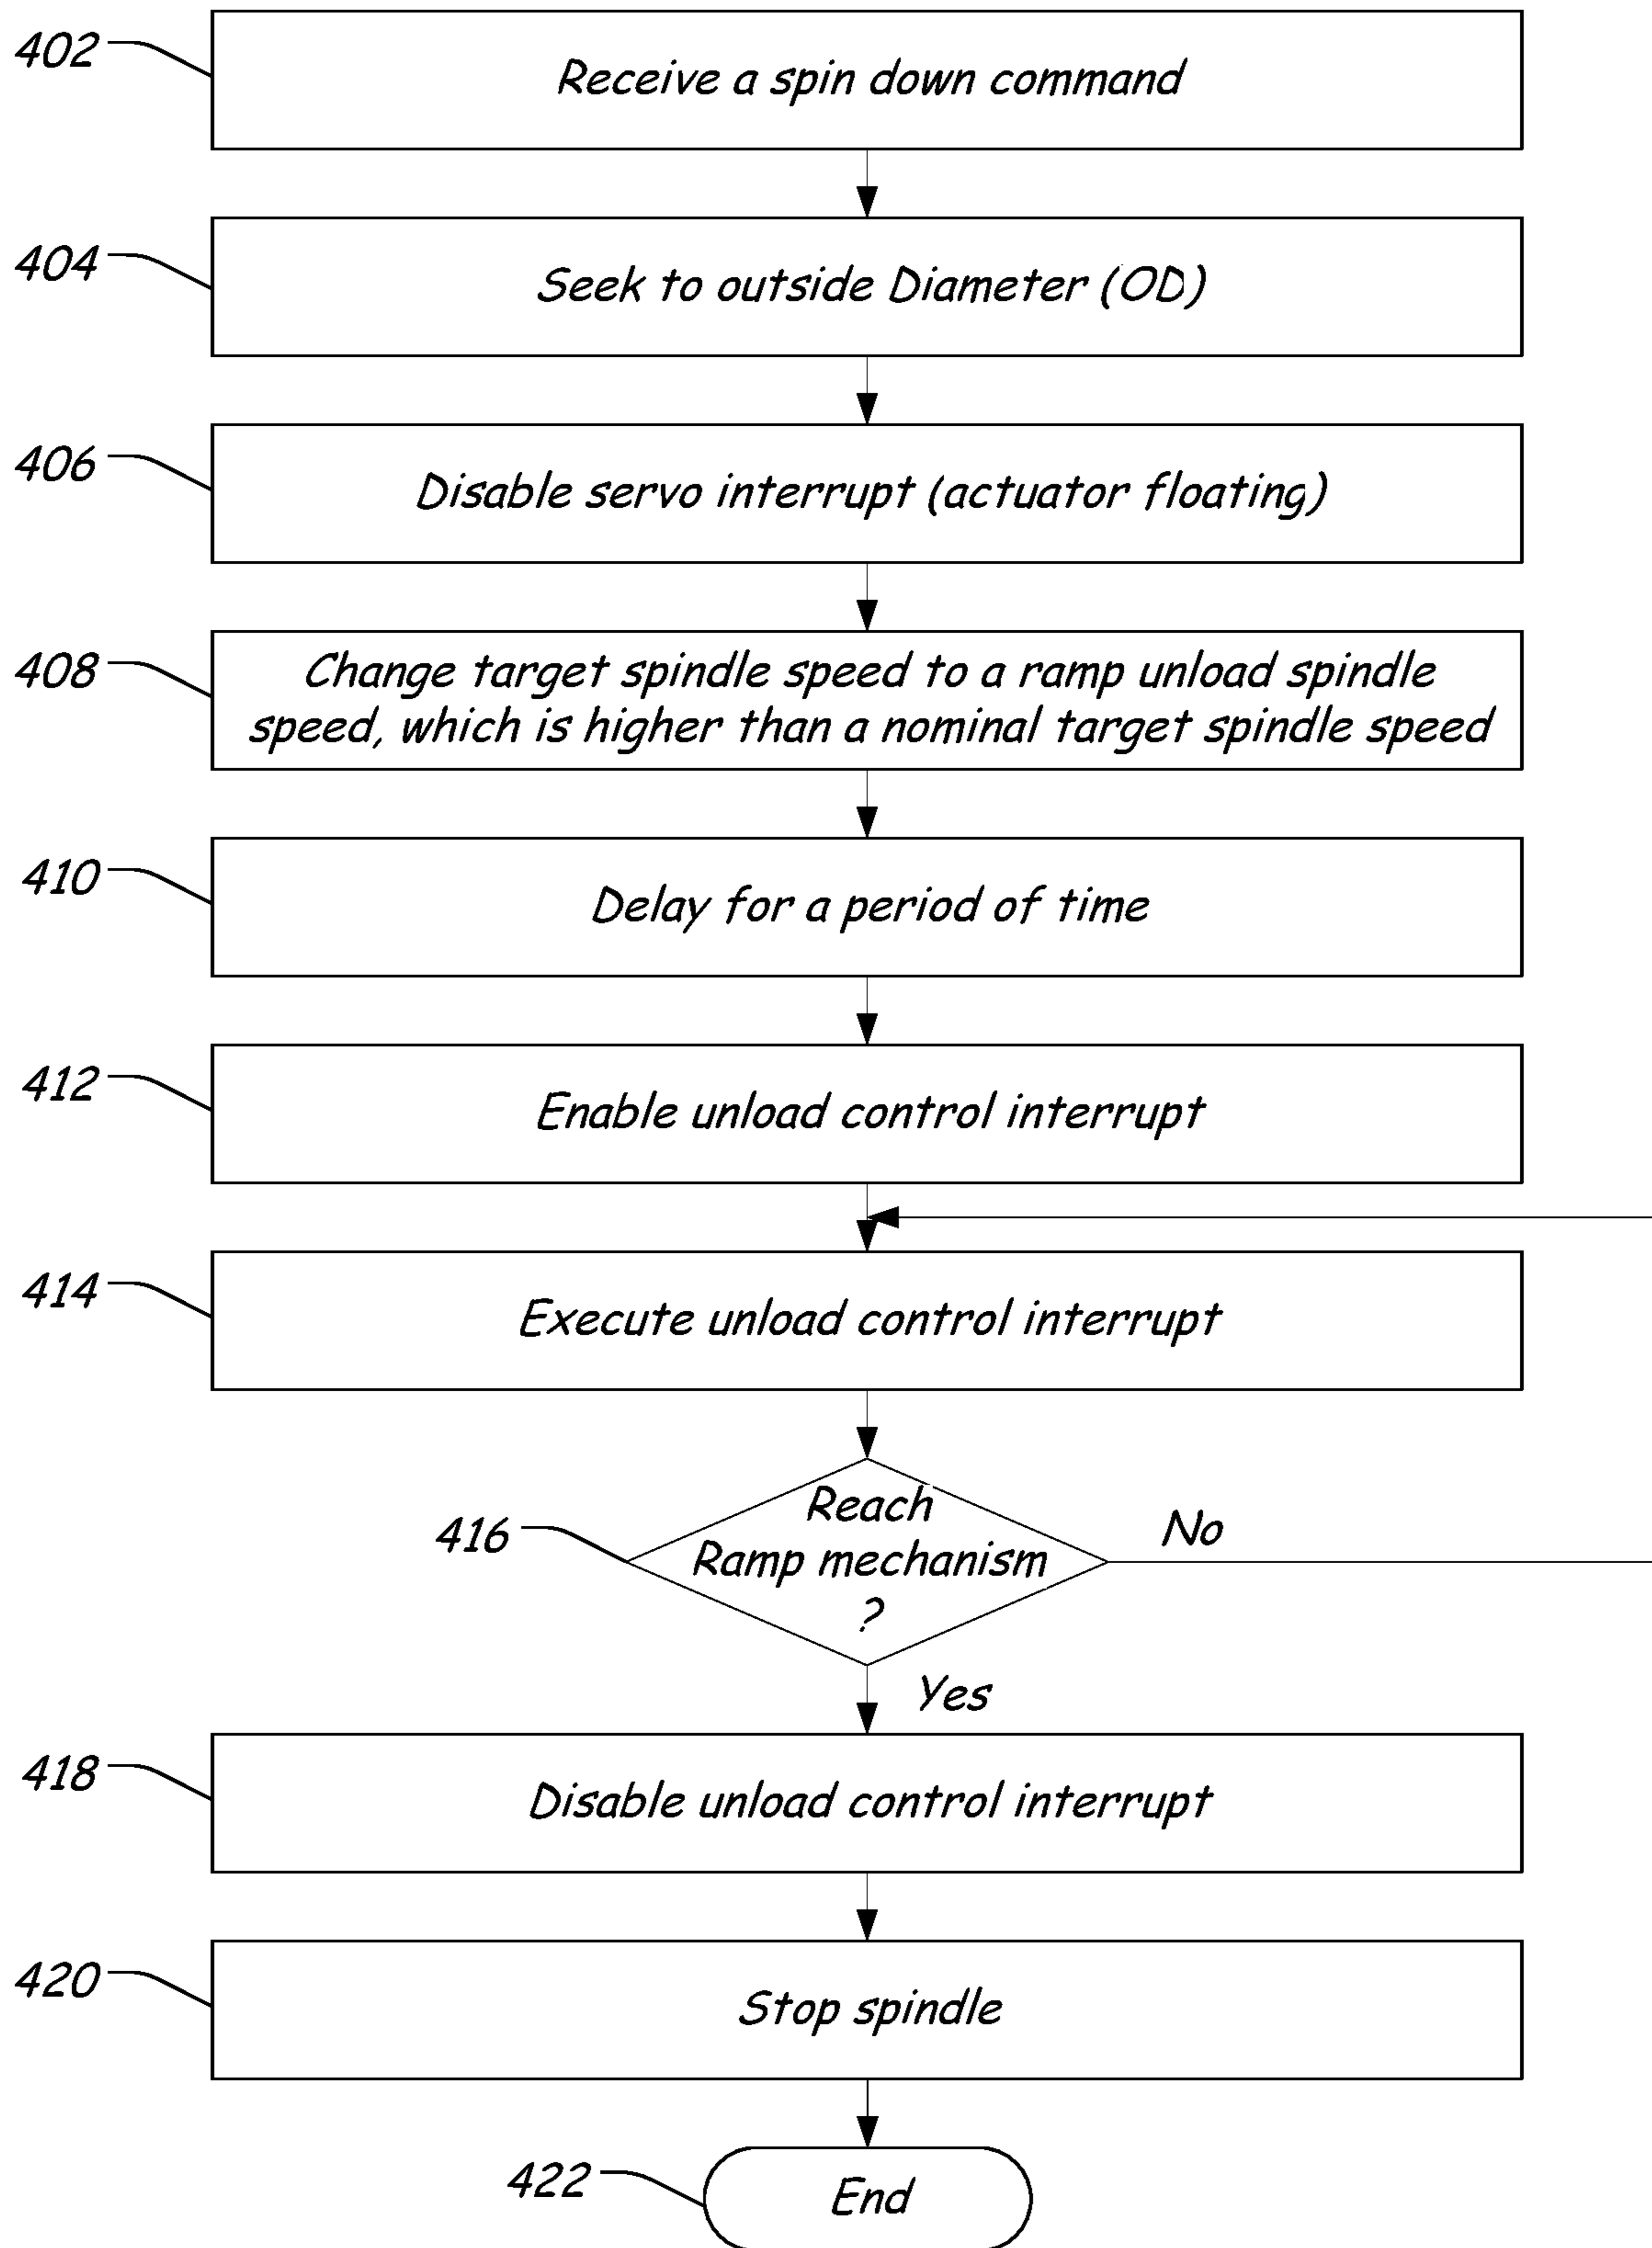 402
Receive a spin down command
404
Seek to outside Diameter (OD)
406
Disable servo interrupt (actuator floating)
408
Change target spindle speed to a ramp unload spindle
speed, which is higher than a nominal target spindle speed
410
Delay for a period of time
412
Enable unload control interrupt
414
Execute unload control interrupt
416
Reach
Ramp mechanism
?
No
Yes
418
Disable unload control interrupt
420
Stop spindle
422
End